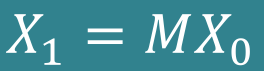 X₁ = MX₀